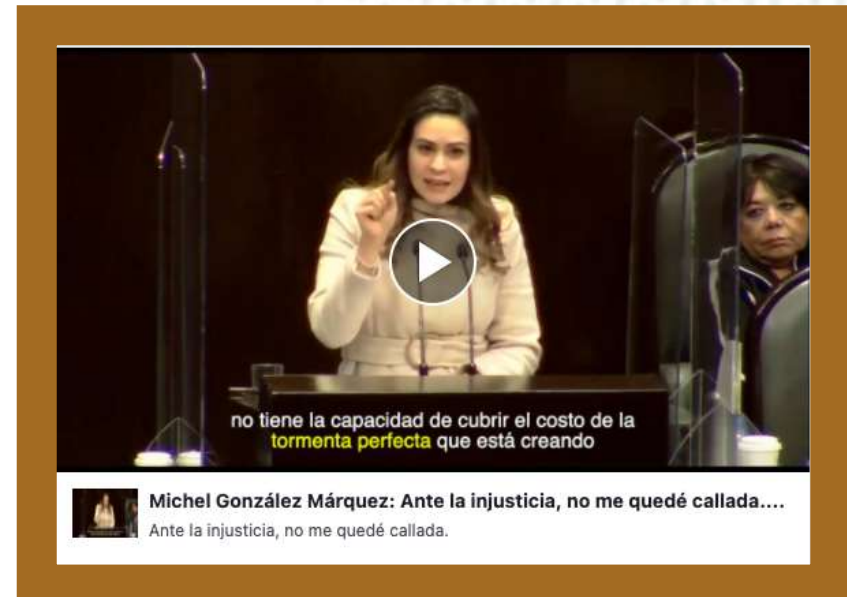 no tiene la capacidad de cubrir el costo de la
tormenta perfecta que está creando
Michel González Márquez: Ante la injusticia, no me quedé callada....
Ante la injusticia, no me quedé callada.